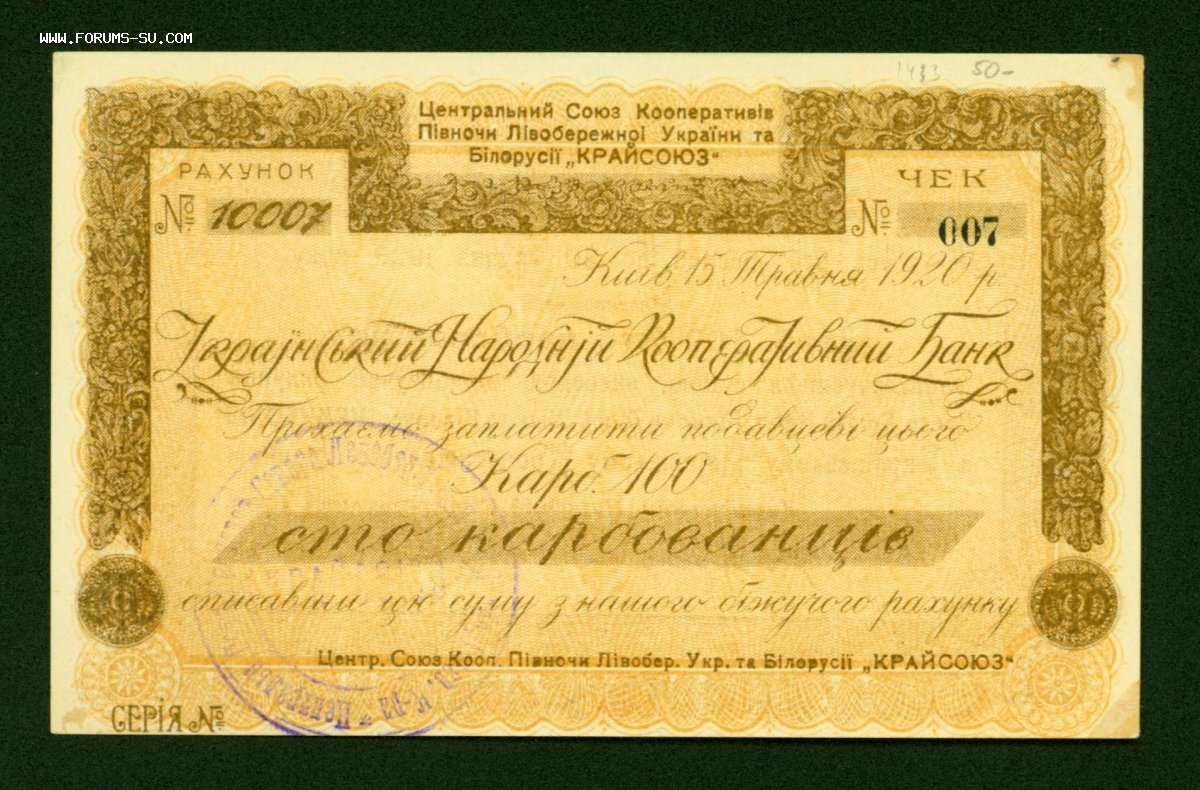 WWW.FORUMS-SU.COM
1483 50-
Центральний Союз Кооперативів
Півночи Лівобережної України та
Білорусії „КРАЙСОЮЗ“
РАХУНОК
№ 10007
ЧЕК
№ 007
Київ, 15 Травня 1920 р.
Український Народній Кооперативний Банк
Прохаємо заплатити подавцеві цього
Карб. 100
сто карбованців
списавши цю суму з нашого біжучого рахунку
Центр. Союз Кооп. Півночи Лівобер. Укр. та Білорусії „КРАЙСОЮЗ“
СЕРІЯ №